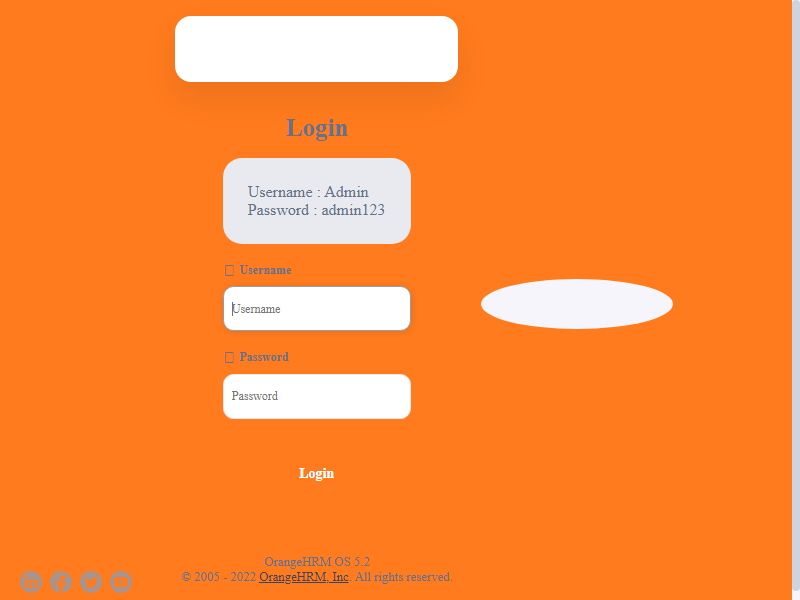 Login
Username : Admin
Password : admin123
Username
Username
Password
Password
Login
OrangeHRM OS 5.2
© 2005 - 2022 OrangeHRM, Inc. All rights reserved.